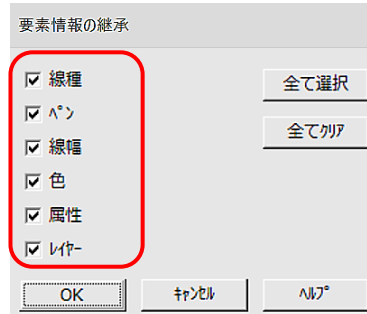 要素情報の継承
線種
全て選択
ﾍﾟﾝ
全てｸﾘｱ
線幅
色
属性
ﾚｲﾔｰ
OK ｷｬﾝｾﾙ ﾍﾙﾌﾟ